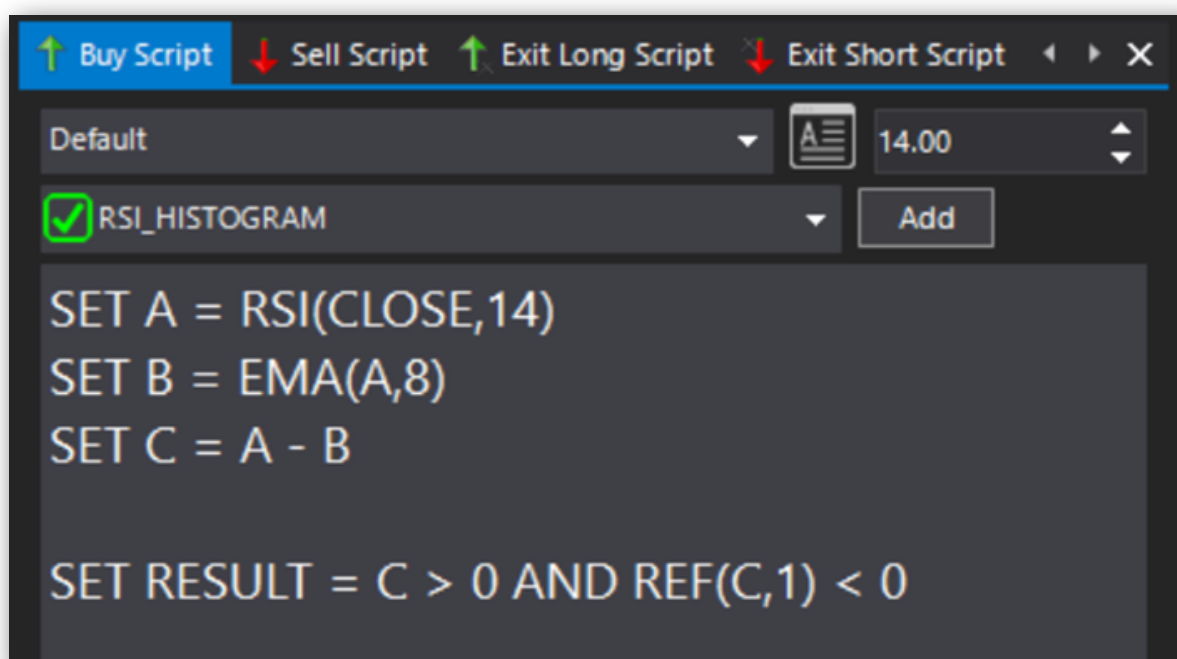 Buy Script Sell Script Exit Long Script Exit Short Script
Default 14.00
RSI_HISTOGRAM Add
SET A = RSI(CLOSE,14)
SET B = EMA(A,8)
SET C = A - B
SET RESULT = C > 0 AND REF(C,1) < 0